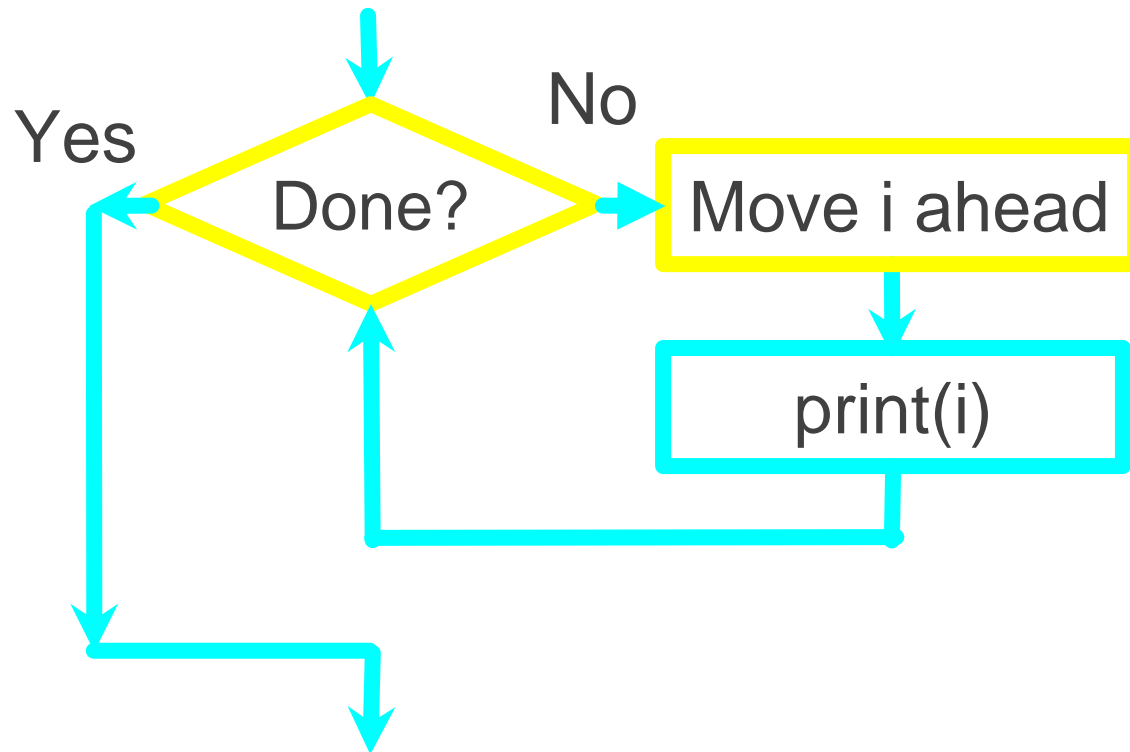 No
Yes
Done?
Move i ahead
print(i)